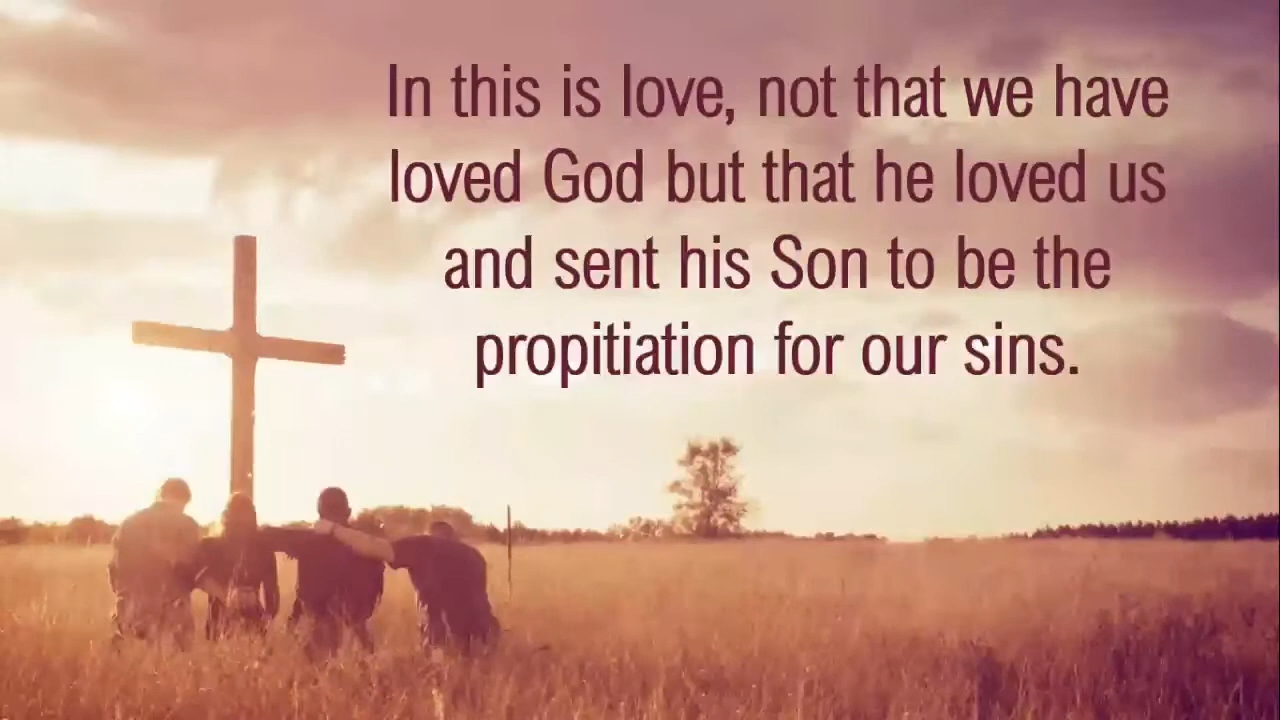 In this is love, not that we have
loved God but that he loved us
and sent his Son to be the
propitiation for our sins.